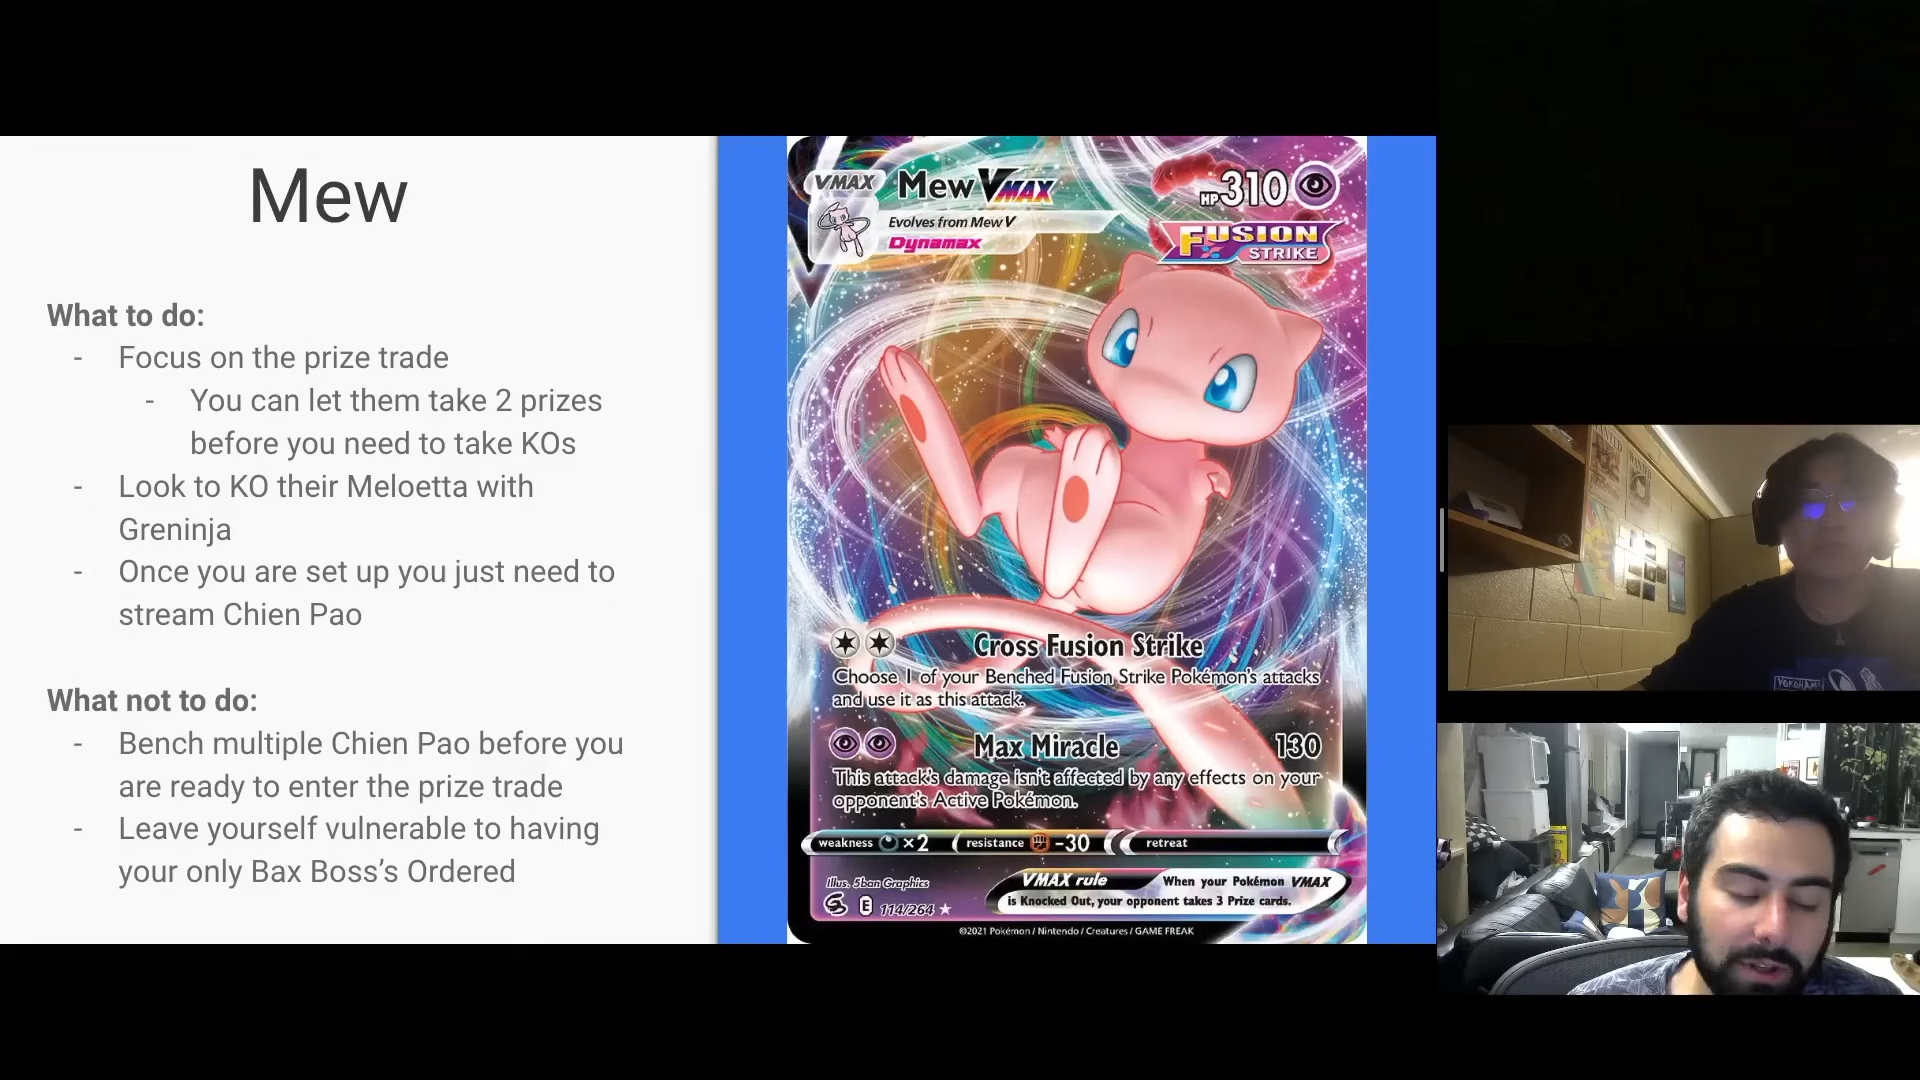 Mew
What to do:
- Focus on the prize trade
- You can let them take 2 prizes
before you need to take KOs
- Look to KO their Meloetta with
Greninja
- Once you are set up you just need to
stream Chien Pao
What not to do:
- Bench multiple Chien Pao before you
are ready to enter the prize trade
- Leave yourself vulnerable to having
your only Bax Boss's Ordered
VMAX Mew VMAX HP 310
Evolves from Mew V
Dynamax
FUSION
STRIKE
Cross Fusion Strike
Choose 1 of your Benched Fusion Strike Pokémon's attacks
and use it as this attack.
Max Miracle 130
This attack's damage isn't affected by any effects on your
opponent's Active Pokémon.
weakness ×2 resistance -30 retreat
Illus. 5ban Graphics
VMAX rule When your Pokémon VMAX
is Knocked Out, your opponent takes 3 Prize cards.
E 114/264 ★
©2021 Pokémon / Nintendo / Creatures / GAME FREAK
WANTED
YOKOHAMA